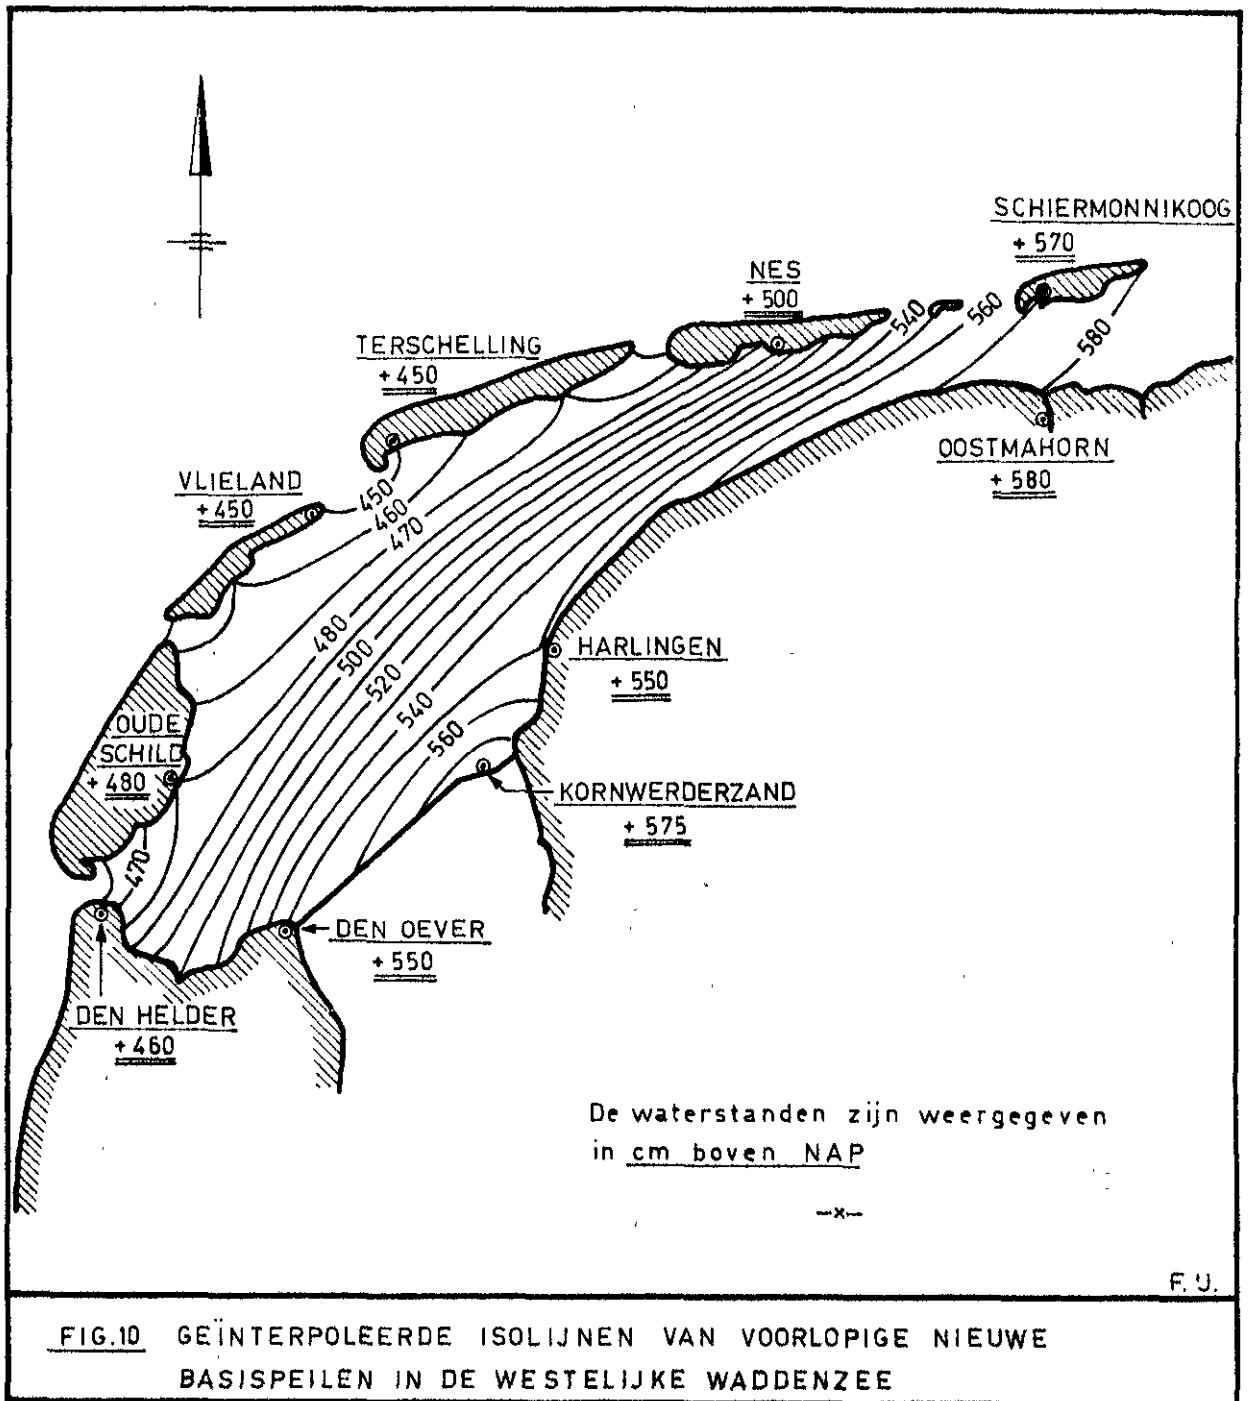 SCHIERMONNIKOOG
+ 570
NES
+ 500
TERSCHELLING
+ 450
VLIELAND
+ 450
540
560
580
OOSTMAHORN
+ 580
450
460
470
480
500
520
540
560
HARLINGEN
+ 550
OUDE
SCHILD
+ 480
KORNWERDERZAND
+ 575
470
DEN OEVER
+ 550
DEN HELDER
+ 460
De waterstanden zijn weergegeven
in cm boven NAP
FIG.10 GEÏNTERPOLEERDE ISOLIJNEN VAN VOORLOPIGE NIEUWE
BASISPEILEN IN DE WESTELIJKE WADDENZEE